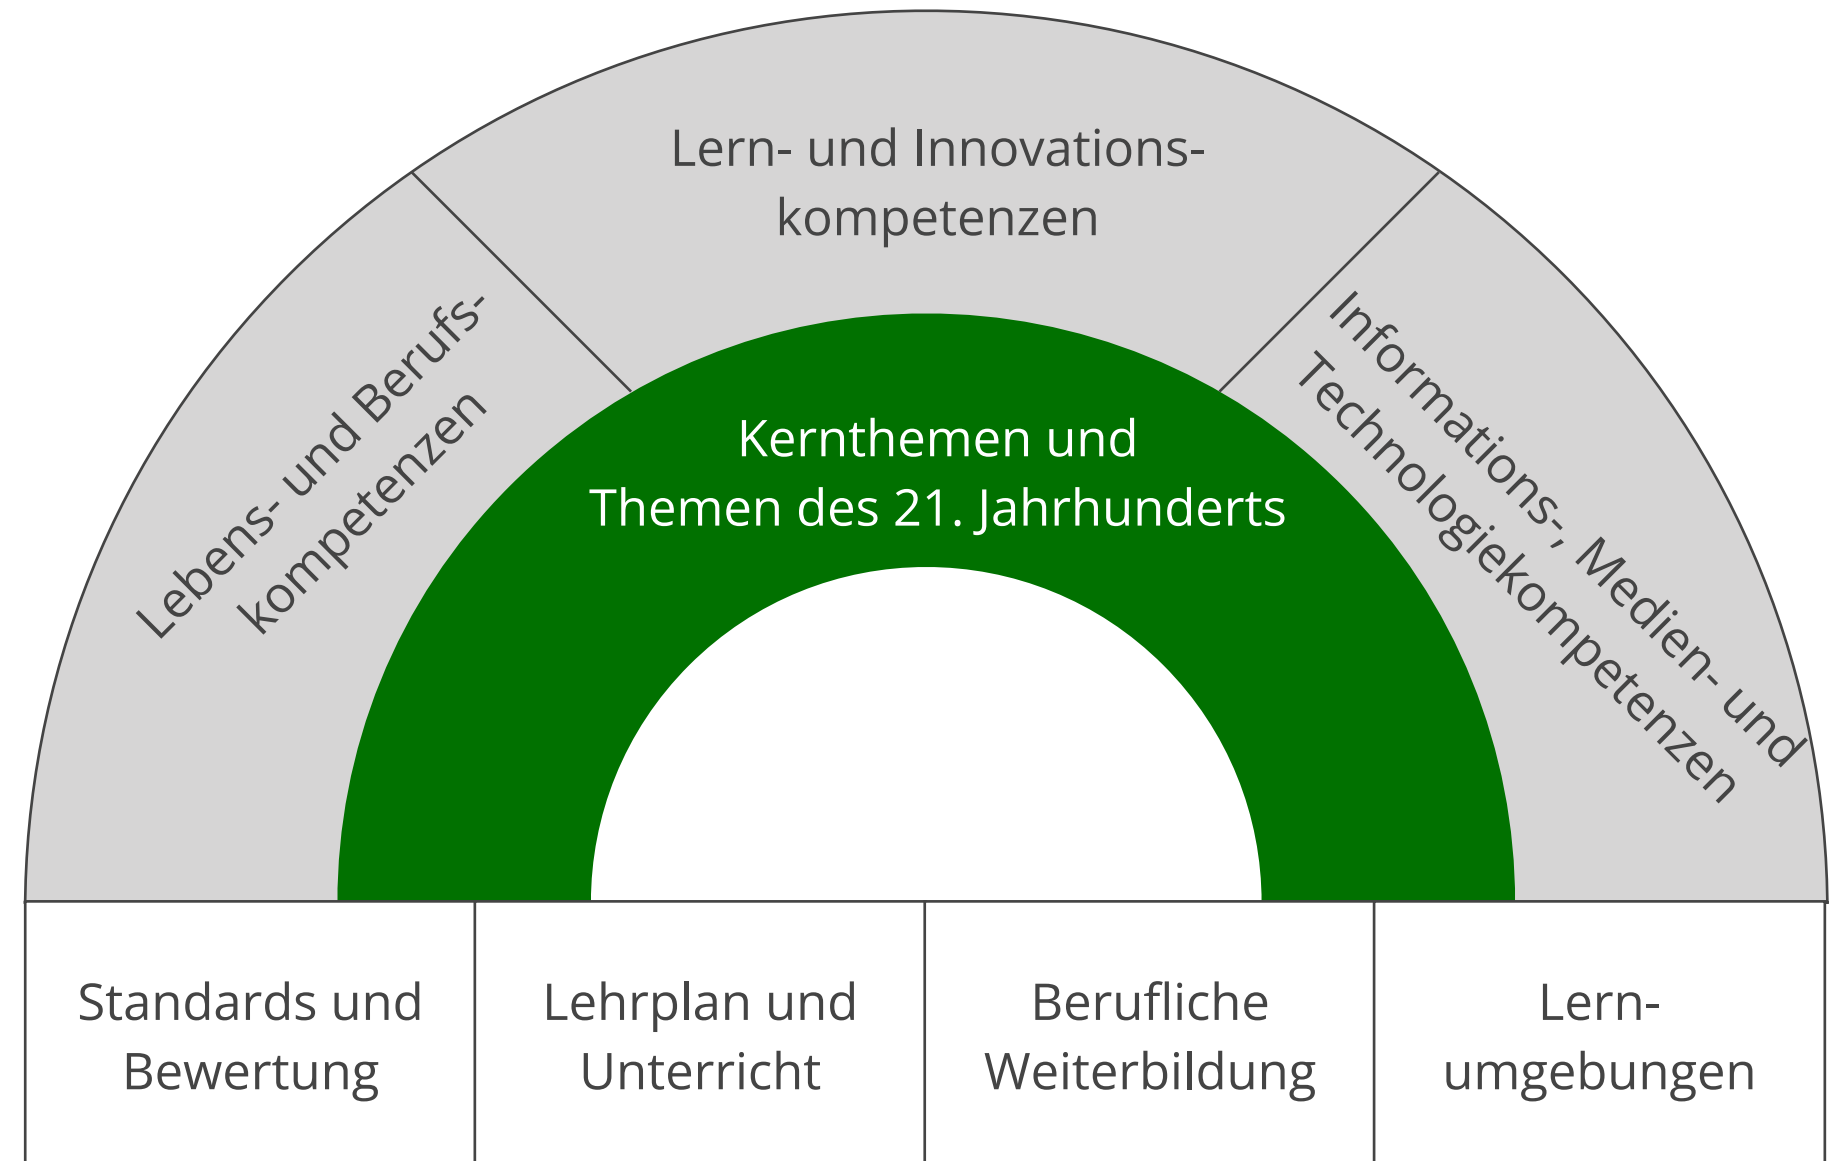 Lern- und Innovations-
kompetenzen
Lebens- und Berufs-
kompetenzen
Informations-, Medien- und
Technologiekompetenzen
Kernthemen und
Themen des 21. Jahrhunderts
Standards und
Bewertung
Lehrplan und
Unterricht
Berufliche
Weiterbildung
Lern-
umgebungen